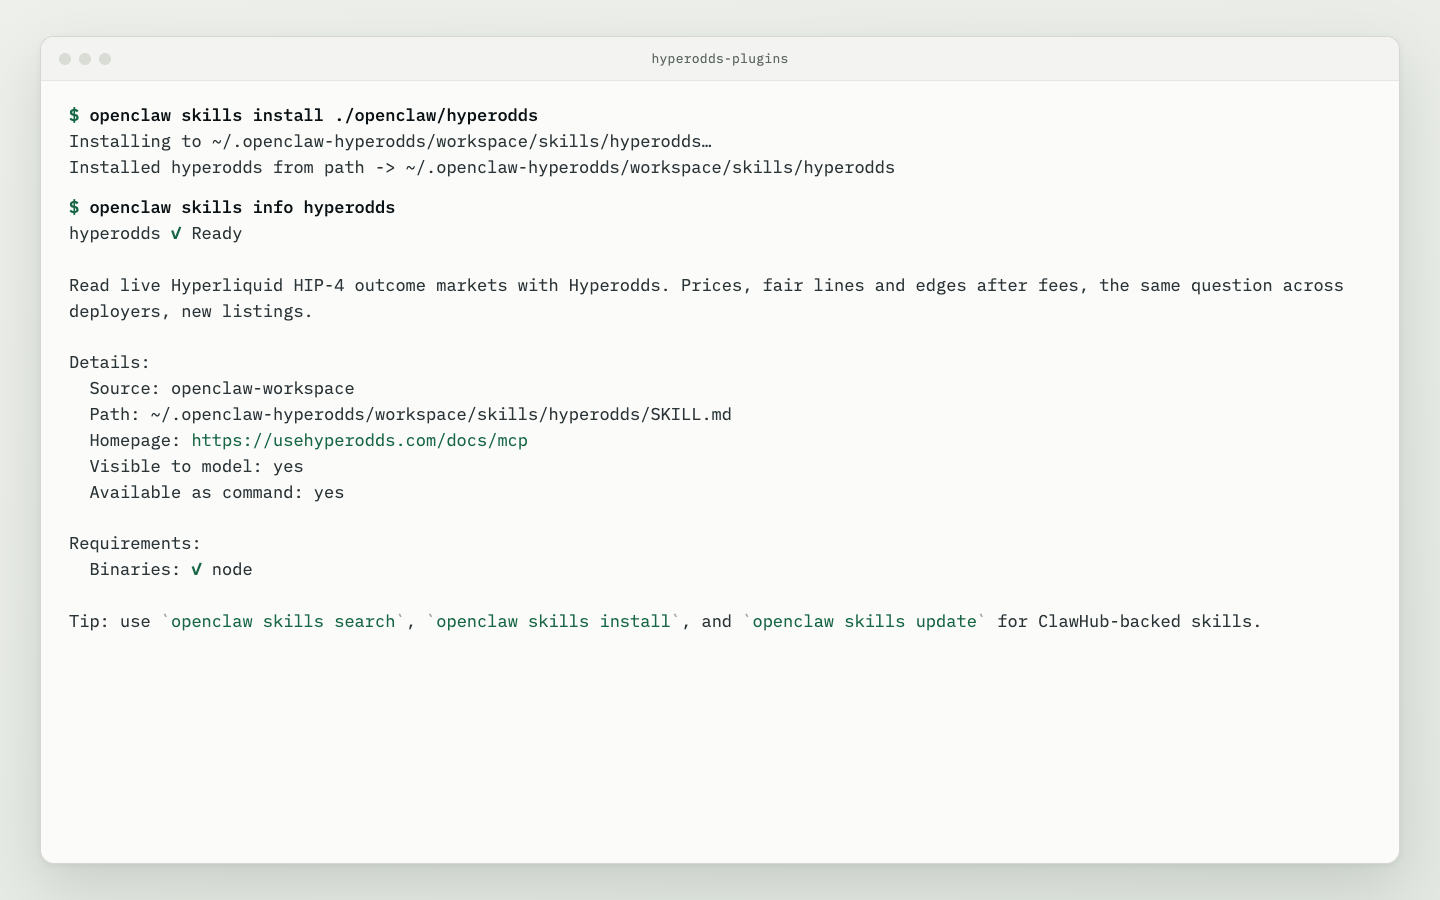 hyperodds-plugins
$ openclaw skills install ./openclaw/hyperodds
Installing to ~/.openclaw-hyperodds/workspace/skills/hyperodds…
Installed hyperodds from path -> ~/.openclaw-hyperodds/workspace/skills/hyperodds
$ openclaw skills info hyperodds
hyperodds ✓ Ready
Read live Hyperliquid HIP-4 outcome markets with Hyperodds. Prices, fair lines and edges after fees, the same question across
deployers, new listings.
Details:
  Source: openclaw-workspace
  Path: ~/.openclaw-hyperodds/workspace/skills/hyperodds/SKILL.md
  Homepage: https://usehyperodds.com/docs/mcp
  Visible to model: yes
  Available as command: yes
Requirements:
  Binaries: ✓ node
Tip: use `openclaw skills search`, `openclaw skills install`, and `openclaw skills update` for ClawHub-backed skills.